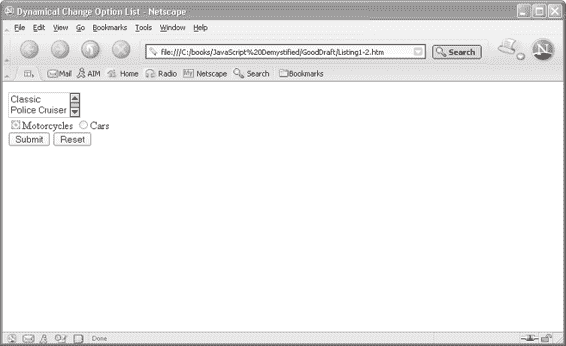 Dynamical Change Option List - Netscape
File Edit View Go Bookmarks Tools Window Help
file:///C:/books/JavaScript%20Demystified/GoodDraft/Listing1-2.htm Search
N
Mail AIM Home Radio My Netscape Search Bookmarks
Classic
Police Cruiser
Motorcycles Cars
Submit Reset
Done